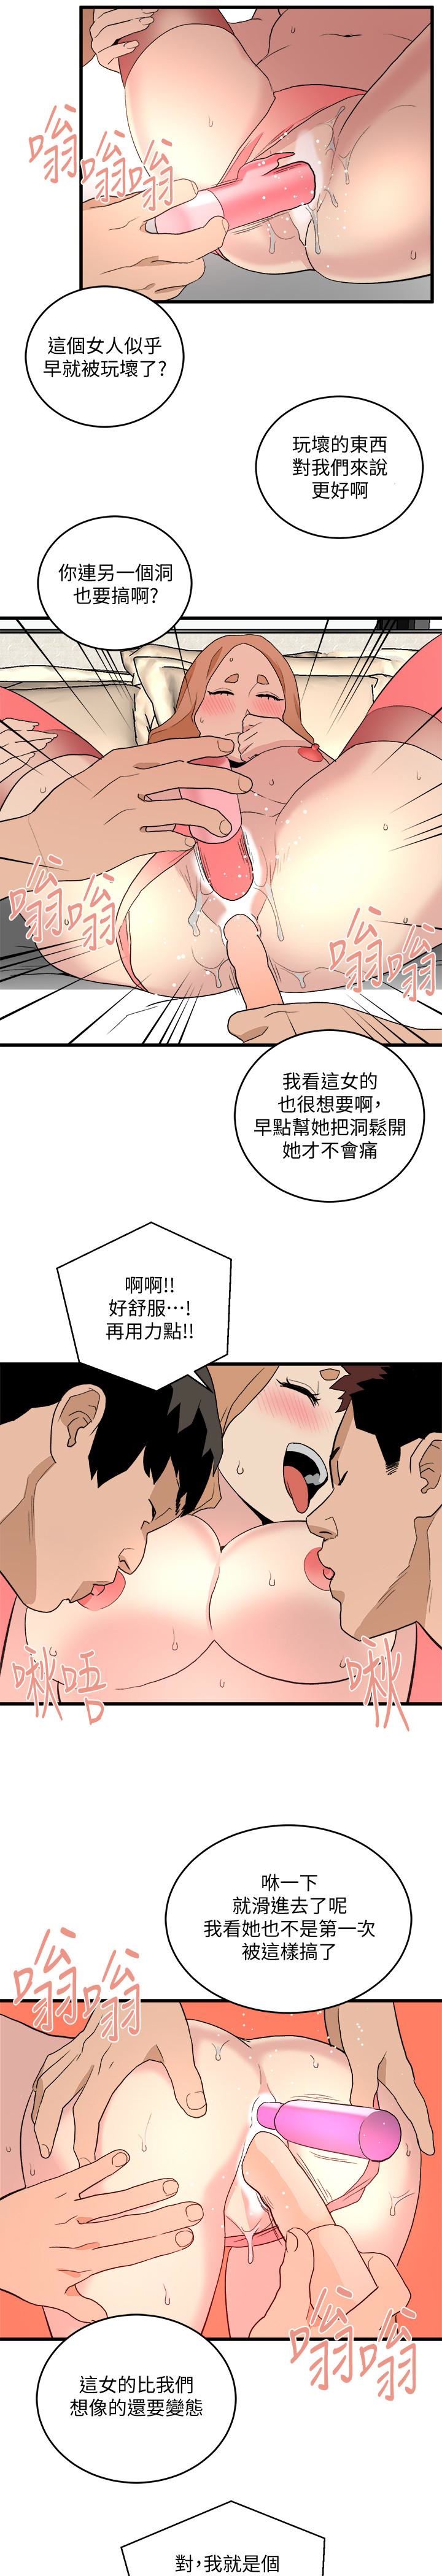 嗡
嗡嗡
這個女人似乎
早就被玩壞了?
玩壞的東西
對我們來說
更好啊
你連另一個洞
也要搞啊?
嗡嗡
嗡嗡
我看這女的
也很想要啊,
早點幫她把洞鬆開
她才不會痛
啊啊!!
好舒服…!
再用力點!!
啾唔
啾
咻一下
就滑進去了呢
我看她也不是第一次
被這樣搞了
嗡嗡
嗡嗡
這女的比我們
想像的還要變態
對,我就是個